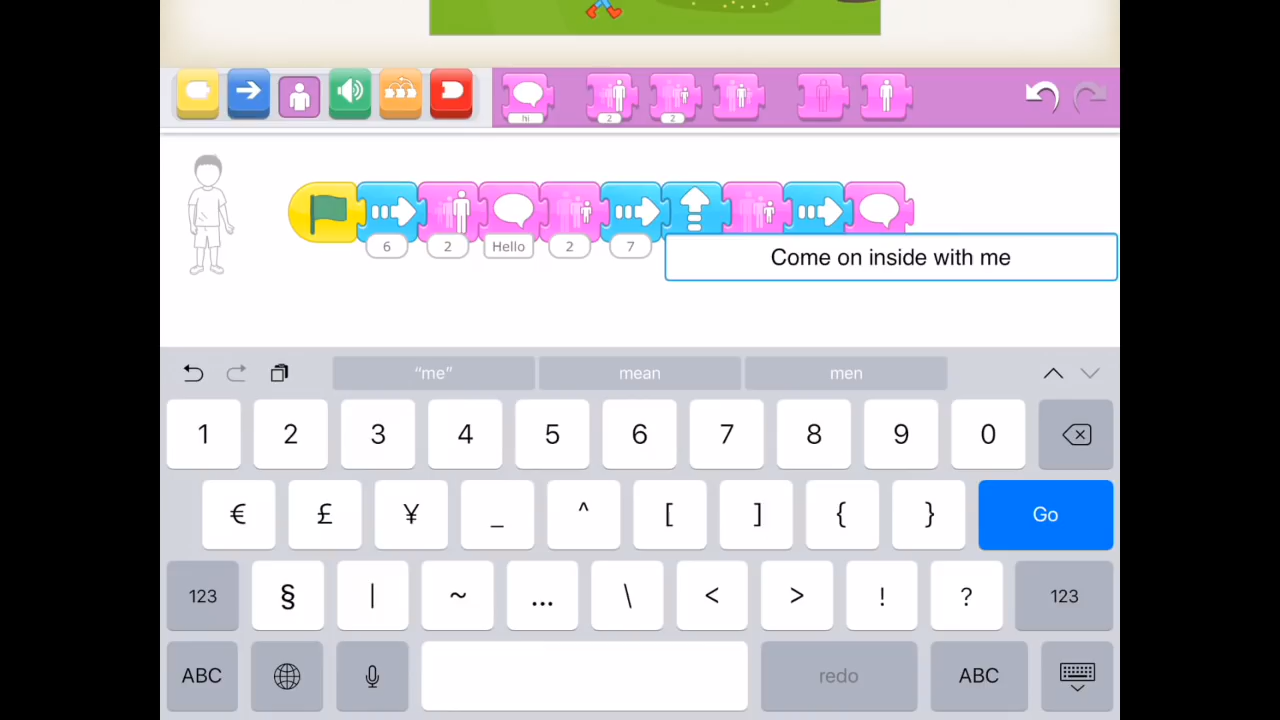 hi 2 2
6 2 Hello 2 7
Come on inside with me
“me” mean men
1 2 3 4 5 6 7 8 9 0
€ £ ¥ _ ^ [ ] { } Go
123 § | ~ ... \ < > ! ? 123
ABC redo ABC